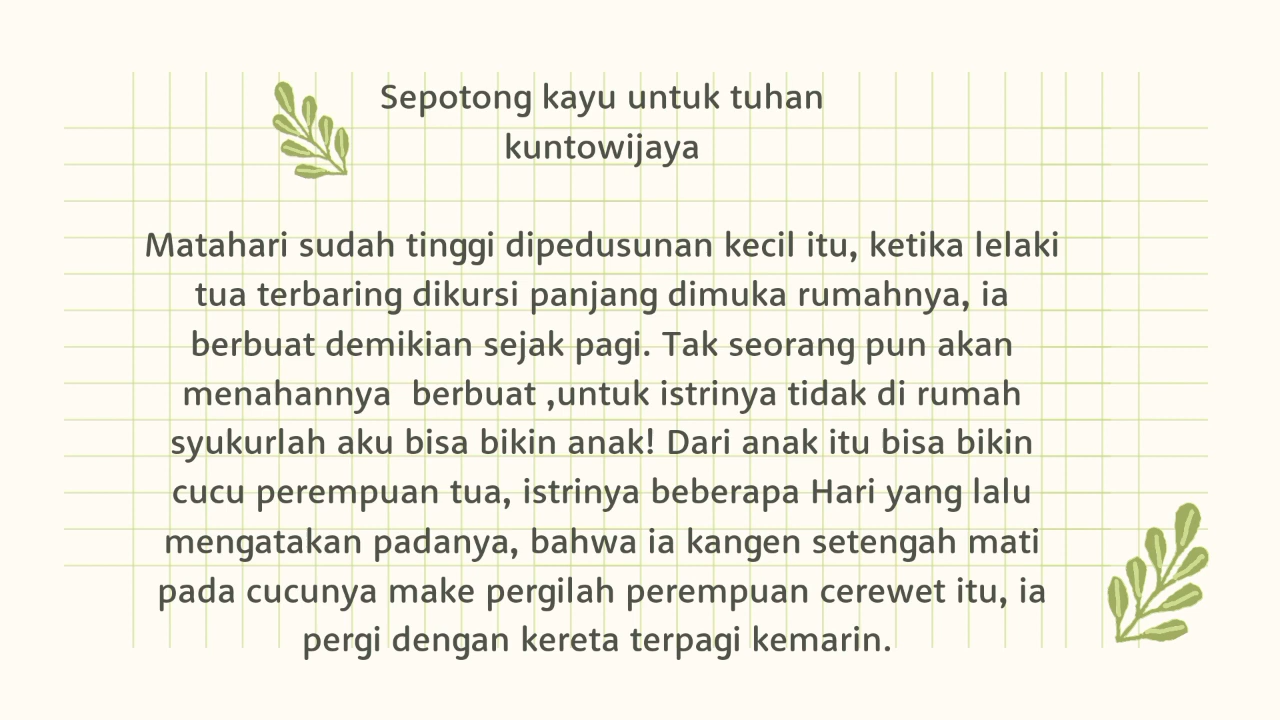 Sepotong kayu untuk tuhan
kuntowijaya
Matahari sudah tinggi dipedusunan kecil itu, ketika lelaki
tua terbaring dikursi panjang dimuka rumahnya, ia
berbuat demikian sejak pagi. Tak seorang pun akan
menahannya  berbuat ,untuk istrinya tidak di rumah
syukurlah aku bisa bikin anak! Dari anak itu bisa bikin
cucu perempuan tua, istrinya beberapa Hari yang lalu
mengatakan padanya, bahwa ia kangen setengah mati
pada cucunya make pergilah perempuan cerewet itu, ia
pergi dengan kereta terpagi kemarin.